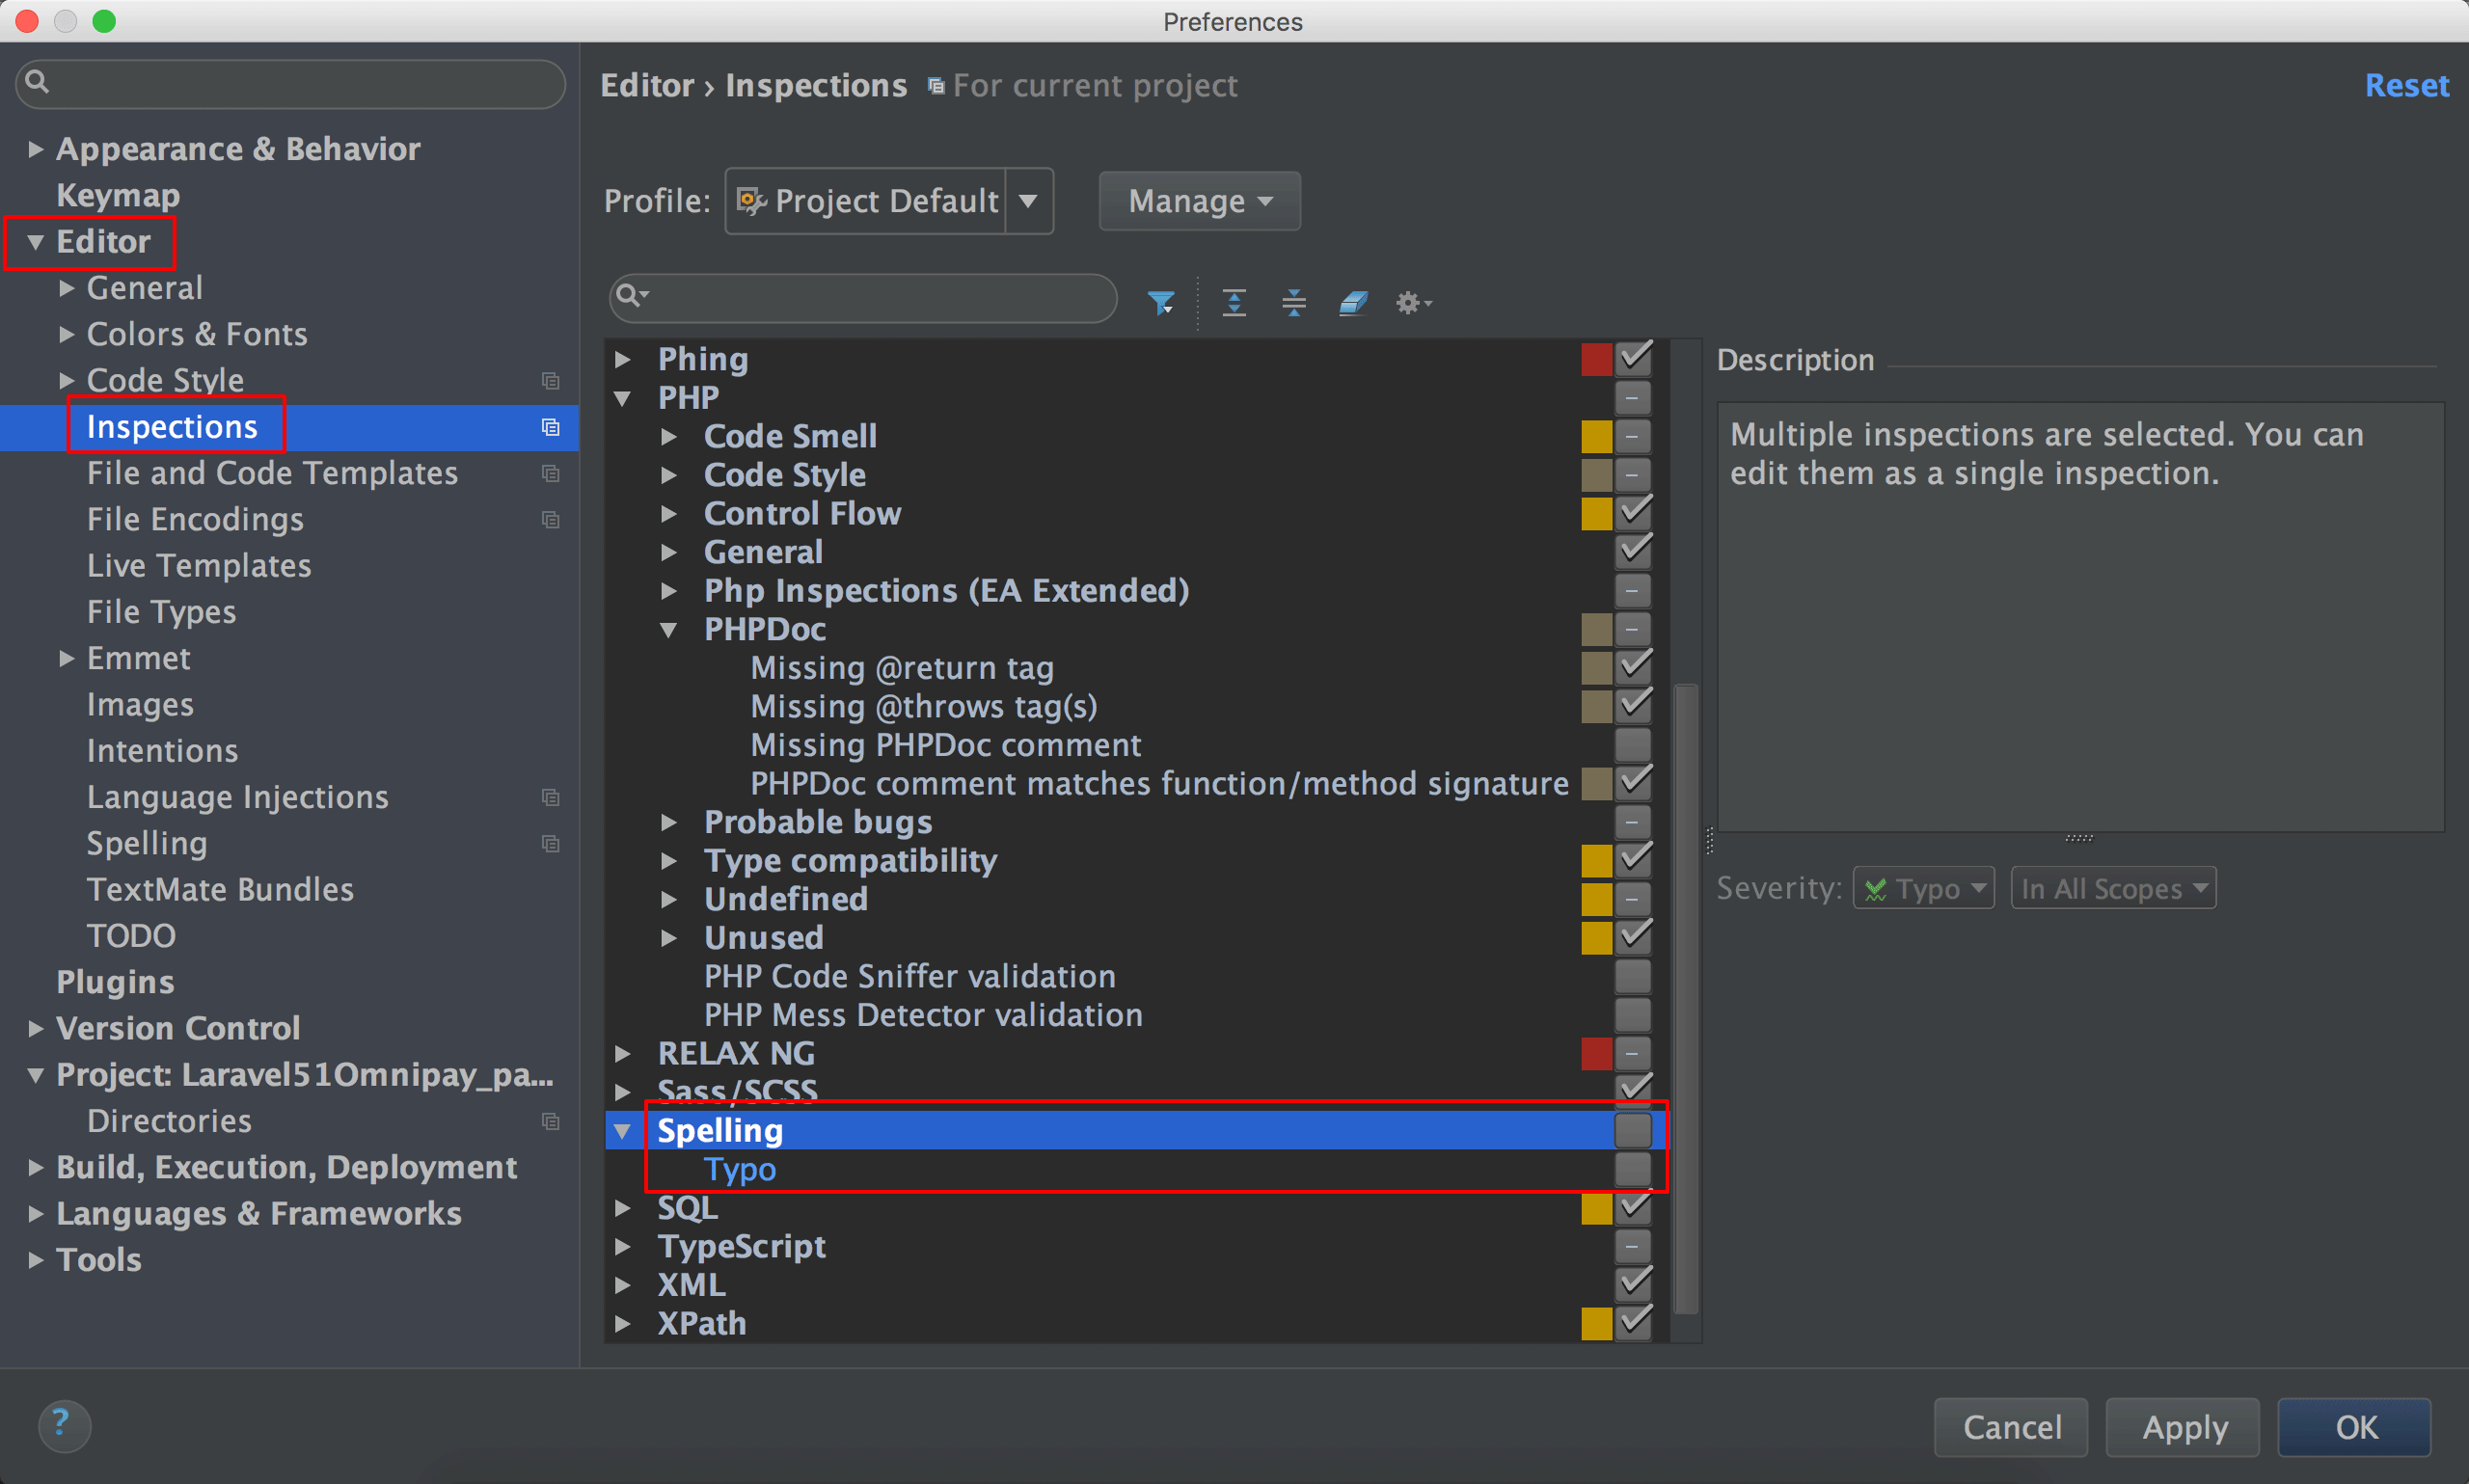 Preferences
Appearance & Behavior
Keymap
Editor
General
Colors & Fonts
Code Style
Inspections
File and Code Templates
File Encodings
Live Templates
File Types
Emmet
Images
Intentions
Language Injections
Spelling
TextMate Bundles
TODO
Plugins
Version Control
Project: Laravel51Omnipay_pa...
Directories
Build, Execution, Deployment
Languages & Frameworks
Tools
Editor › Inspections For current project
Reset
Profile: Project Default Manage
Phing
PHP
Code Smell
Code Style
Control Flow
General
Php Inspections (EA Extended)
PHPDoc
Missing @return tag
Missing @throws tag(s)
Missing PHPDoc comment
PHPDoc comment matches function/method signature
Probable bugs
Type compatibility
Undefined
Unused
PHP Code Sniffer validation
PHP Mess Detector validation
RELAX NG
Sass/SCSS
Spelling
Typo
SQL
TypeScript
XML
XPath
Description
Multiple inspections are selected. You can
edit them as a single inspection.
Severity: Typo In All Scopes
?
Cancel Apply OK